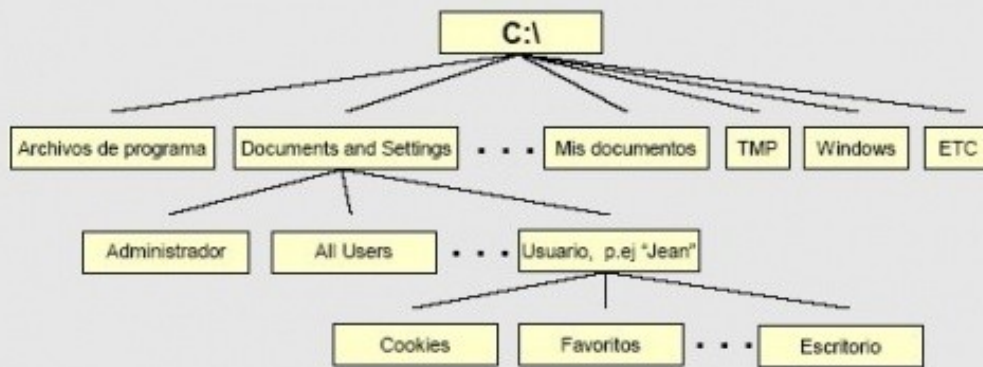 C:\
Archivos de programa Documents and Settings . . . Mis documentos TMP Windows ETC
Administrador All Users . . . Usuario, p.ej "Jean"
Cookies Favoritos . . . Escritorio